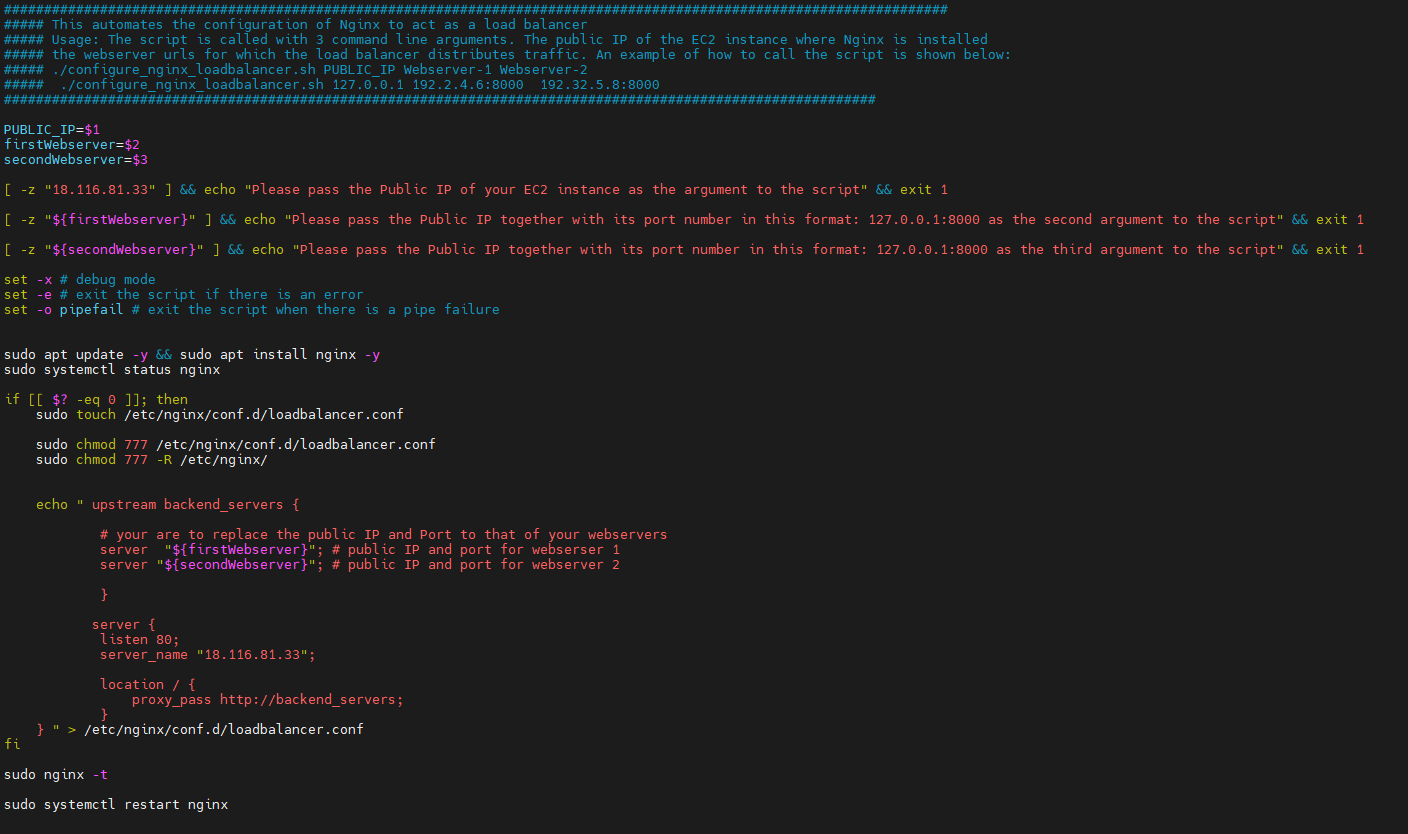 ######################################################################################################################
##### This automates the configuration of Nginx to act as a load balancer
##### Usage: The script is called with 3 command line arguments. The public IP of the EC2 instance where Nginx is installed
##### the webserver urls for which the load balancer distributes traffic. An example of how to call the script is shown below:
##### ./configure_nginx_loadbalancer.sh PUBLIC_IP Webserver-1 Webserver-2
#####  ./configure_nginx_loadbalancer.sh 127.0.0.1 192.2.4.6:8000  192.32.5.8:8000
#############################################################################################################

PUBLIC_IP=$1
firstWebserver=$2
secondWebserver=$3

[ -z "18.116.81.33" ] && echo "Please pass the Public IP of your EC2 instance as the argument to the script" && exit 1

[ -z "${firstWebserver}" ] && echo "Please pass the Public IP together with its port number in this format: 127.0.0.1:8000 as the second argument to the script" && exit 1

[ -z "${secondWebserver}" ] && echo "Please pass the Public IP together with its port number in this format: 127.0.0.1:8000 as the third argument to the script" && exit 1

set -x # debug mode
set -e # exit the script if there is an error
set -o pipefail # exit the script when there is a pipe failure


sudo apt update -y && sudo apt install nginx -y
sudo systemctl status nginx

if [[ $? -eq 0 ]]; then
    sudo touch /etc/nginx/conf.d/loadbalancer.conf

    sudo chmod 777 /etc/nginx/conf.d/loadbalancer.conf
    sudo chmod 777 -R /etc/nginx/


    echo " upstream backend_servers {

            # your are to replace the public IP and Port to that of your webservers
            server  "${firstWebserver}"; # public IP and port for webserser 1
            server "${secondWebserver}"; # public IP and port for webserver 2

            }

           server {
            listen 80;
            server_name "18.116.81.33";

            location / {
                proxy_pass http://backend_servers;
            }
    } " > /etc/nginx/conf.d/loadbalancer.conf
fi

sudo nginx -t

sudo systemctl restart nginx